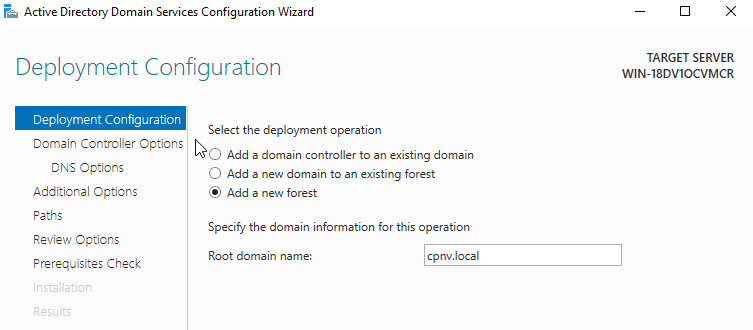 Active Directory Domain Services Configuration Wizard
Deployment Configuration
TARGET SERVER
WIN-18DV1OCVMCR
Deployment Configuration
Domain Controller Options
DNS Options
Additional Options
Paths
Review Options
Prerequisites Check
Installation
Results
Select the deployment operation
Add a domain controller to an existing domain
Add a new domain to an existing forest
Add a new forest
Specify the domain information for this operation
Root domain name: cpnv.local